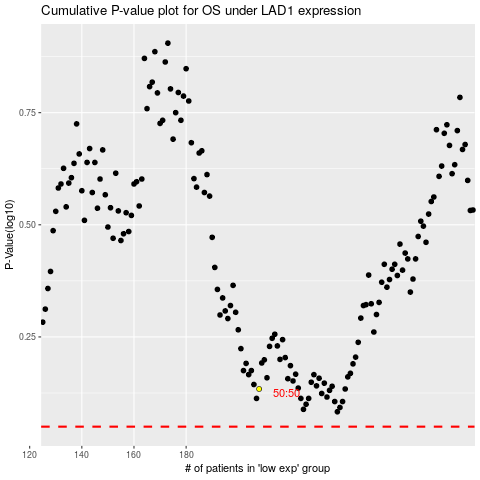 Cumulative P-value plot for OS under LAD1 expression
P-Value(log10)
0.75
0.50
0.25
50:50
120 140 160 180
# of patients in 'low exp' group